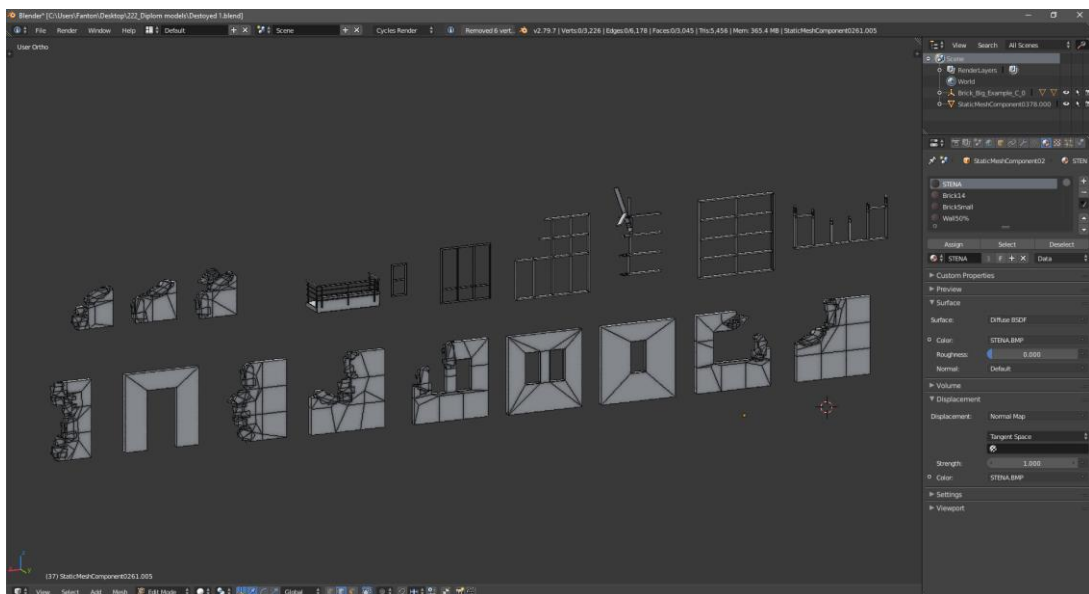 Blender* [C:\Users\Fanton\Desktop\222_Diplom models\Destoyed 1.blend]
File Render Window Help Default Scene Cycles Render Removed 6 vert.. v2.79.7 | Verts:0/3,226 | Edges:0/6,178 | Faces:0/3,045 | Tris:5,456 | Mem: 365.4 MB | StaticMeshComponent0261.005
User Ortho
View Search All Scenes
Scene
RenderLayers
World
Brick_Big_Example_C_0
StaticMeshComponent0378.000
StaticMeshComponent02 STEN
STENA
Brick14
BrickSmall
Wall50%
Assign Select Deselect
STENA Data
Custom Properties
Preview
Surface
Surface: Diffuse BSDF
Color: STENA.BMP
Roughness: 0.000
Normal: Default
Volume
Displacement
Displacement: Normal Map
Tangent Space
Strength: 1.000
Color: STENA.BMP
Settings
Viewport
(37) StaticMeshComponent0261.005
View Select Add Mesh Edit Mode Global